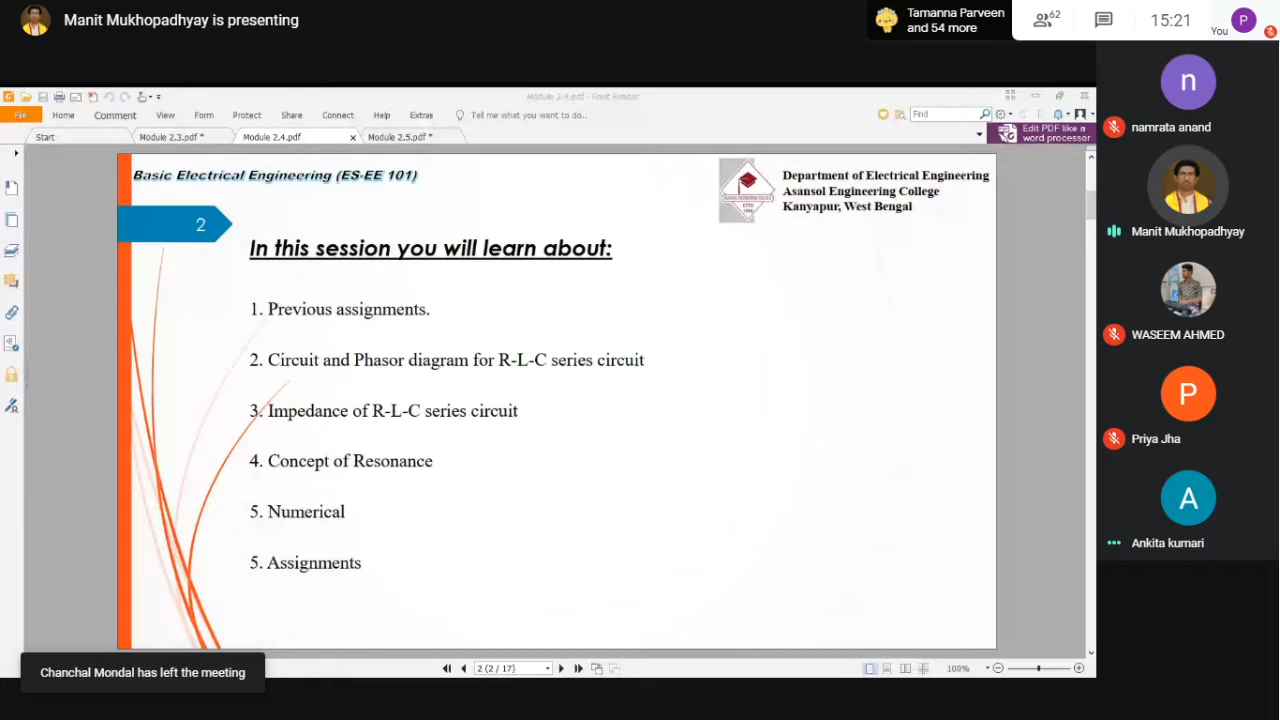 Manit Mukhopadhyay is presenting
Tamanna Parveen
and 54 more
62
15:21
You
P
Module 2.4.pdf - Foxit Reader
File
Home
Comment
View
Form
Protect
Share
Connect
Help
Extras
Tell me what you want to do..
Find
Start
Module 2.3.pdf *
Module 2.4.pdf
Module 2.5.pdf *
Edit PDF like a
word processor
Basic Electrical Engineering (ES-EE 101)
Department of Electrical Engineering
Asansol Engineering College
Kanyapur, West Bengal
2
In this session you will learn about:
1. Previous assignments.
2. Circuit and Phasor diagram for R-L-C series circuit
3. Impedance of R-L-C series circuit
4. Concept of Resonance
5. Numerical
5. Assignments
2 (2 / 17)
100%
Chanchal Mondal has left the meeting
n
namrata anand
Manit Mukhopadhyay
WASEEM AHMED
P
Priya Jha
A
Ankita kumari